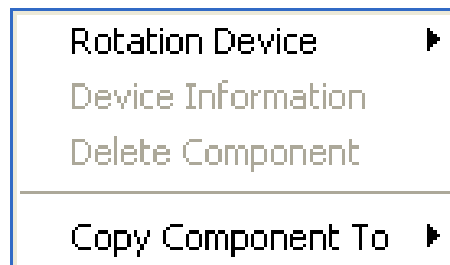 Rotation Device
Device Information
Delete Component
Copy Component To